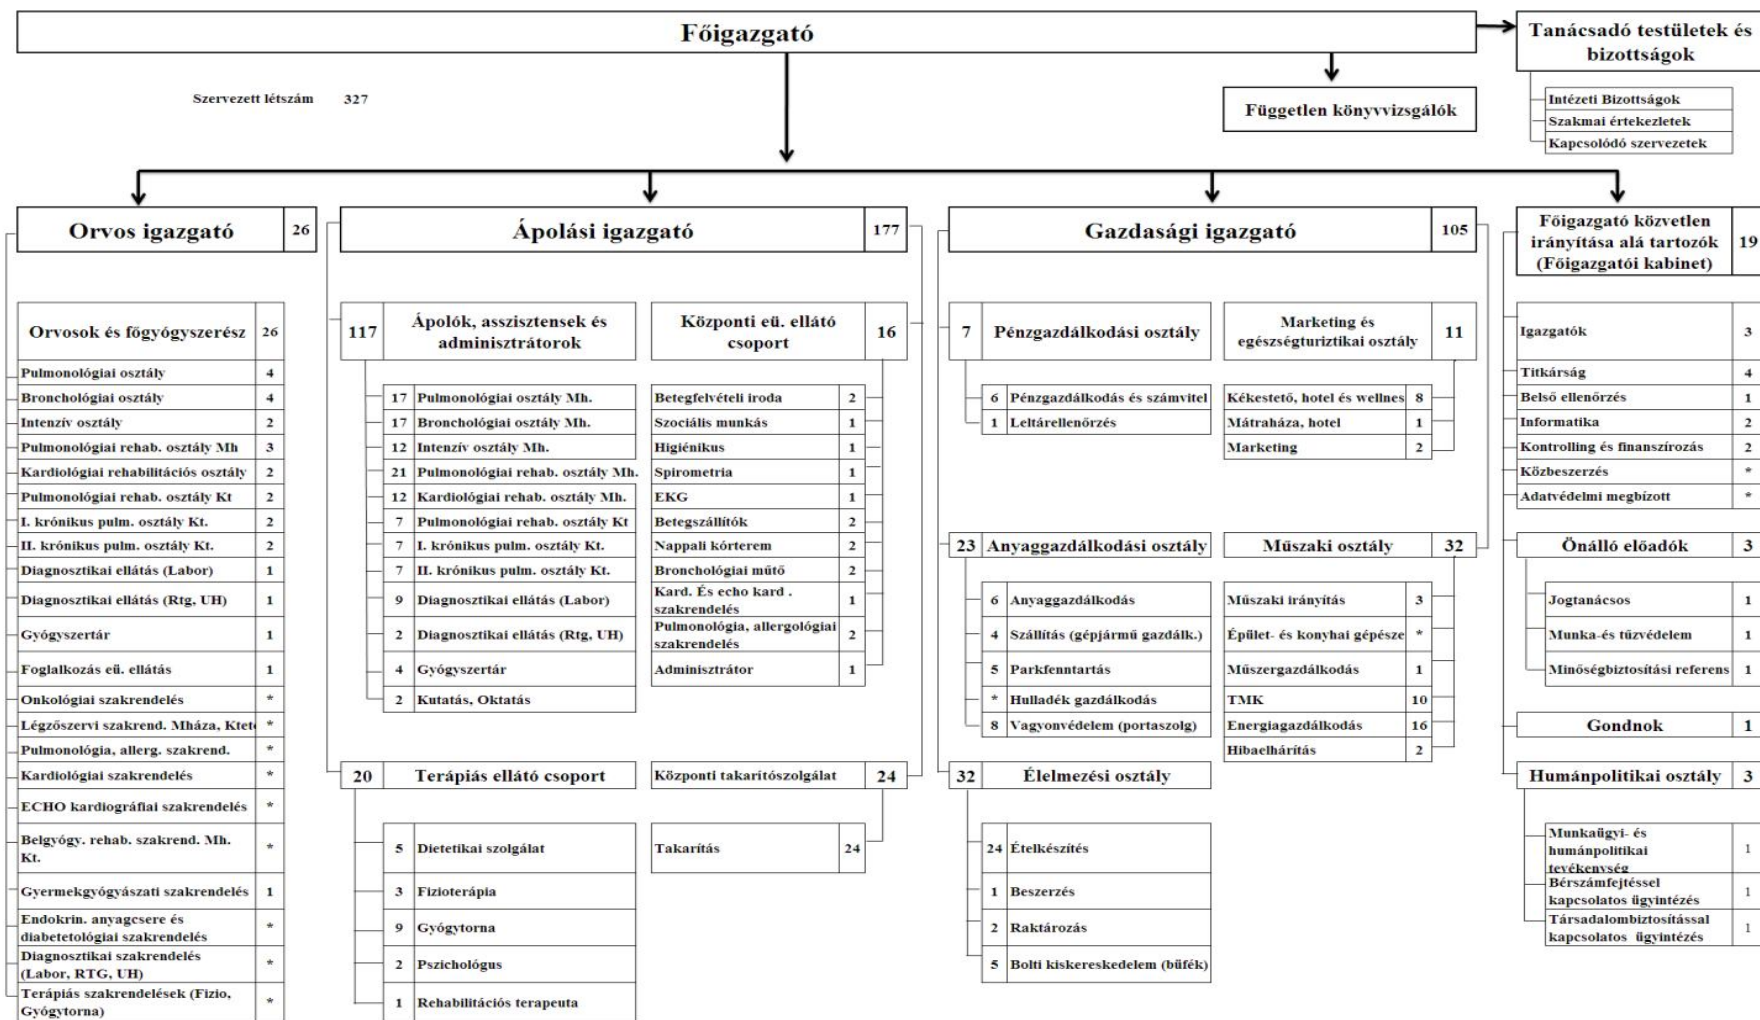 Főigazgató
Tanácsadó testületek és
bizottságok
Szervezett létszám 327
Független könyvvizsgálók
Intézeti Bizottságok
Szakmai értekezletek
Kapcsolódó szervezetek
Orvos igazgató 26
Orvosok és főgyógyszerész 26
Pulmonológiai osztály 4
Bronchológiai osztály 4
Intenzív osztály 2
Pulmonológiai rehab. osztály Mh 3
Kardiológiai rehabilitációs osztály 2
Pulmonológiai rehab. osztály Kt 2
I. krónikus pulm. osztály Kt. 2
II. krónikus pulm. osztály Kt. 2
Diagnosztikai ellátás (Labor) 1
Diagnosztikai ellátás (Rtg, UH) 1
Gyógyszertár 1
Foglalkozás eü. ellátás 1
Onkológiai szakrendelés *
Légzőszervi szakrend. Mháza, Ktet *
Pulmonológia, allerg. szakrend. *
Kardiológiai szakrendelés *
ECHO kardiográfiai szakrendelés *
Belgyógy. rehab. szakrend. Mh.
Kt. *
Gyermekgyógyászati szakrendelés 1
Endokrin. anyagcsere és
diabetetológiai szakrendelés *
Diagnosztikai szakrendelés
(Labor, RTG, UH) *
Terápiás szakrendelések (Fizio,
Gyógytorna) *
Ápolási igazgató 177
117 Ápolók, asszisztensek és
adminisztrátorok
17 Pulmonológiai osztály Mh.
17 Bronchológiai osztály Mh.
12 Intenzív osztály Mh.
21 Pulmonológiai rehab. osztály Mh.
12 Kardiológiai rehab. osztály Mh.
7 Pulmonológiai rehab. osztály Kt
7 I. krónikus pulm. osztály Kt.
7 II. krónikus pulm. osztály Kt.
9 Diagnosztikai ellátás (Labor)
2 Diagnosztikai ellátás (Rtg, UH)
4 Gyógyszertár
2 Kutatás, Oktatás
Központi eü. ellátó
csoport 16
Betegfelvételi iroda 2
Szociális munkás 1
Higiénikus 1
Spirometria 1
EKG 1
Betegszállítók 2
Nappali kórterem 2
Bronchológiai műtő 2
Kard. És echo kard .
szakrendelés 1
Pulmonológia, allergológiai
szakrendelés 2
Adminisztrátor 1
20 Terápiás ellátó csoport
5 Dietetikai szolgálat
3 Fizioterápia
9 Gyógytorna
2 Pszichológus
1 Rehabilitációs terapeuta
Központi takarítószolgálat 24
Takarítás 24
Gazdasági igazgató 105
7 Pénzgazdálkodási osztály
6 Pénzgazdálkodás és számvitel
1 Leltárellenőrzés
Marketing és
egészségturiztikai osztály 11
Kékestető, hotel és wellnes 8
Mátraháza, hotel 1
Marketing 2
23 Anyaggazdálkodási osztály
6 Anyaggazdálkodás
4 Szállítás (gépjármű gazdálk.)
5 Parkfenntartás
* Hulladék gazdálkodás
8 Vagyonvédelem (portaszolg)
Műszaki osztály 32
Műszaki irányítás 3
Épület- és konyhai gépésze *
Műszergazdálkodás 1
TMK 10
Energiagazdálkodás 16
Hibaelhárítás 2
32 Élelmezési osztály
24 Ételkészítés
1 Beszerzés
2 Raktározás
5 Bolti kiskereskedelem (büfék)
Főigazgató közvetlen
irányítása alá tartozók
(Főigazgatói kabinet) 19
Igazgatók 3
Titkárság 4
Belső ellenőrzés 1
Informatika 2
Kontrolling és finanszírozás 2
Közbeszerzés *
Adatvédelmi megbízott *
Önálló előadók 3
Jogtanácsos 1
Munka-és tűzvédelem 1
Minőségbiztosítási referens 1
Gondnok 1
Humánpolitikai osztály 3
Munkaügyi- és
humánpolitikai
tevékenység 1
Bérszámfejtéssel
kapcsolatos ügyintézés 1
Társadalombiztosítással
kapcsolatos ügyintézés 1